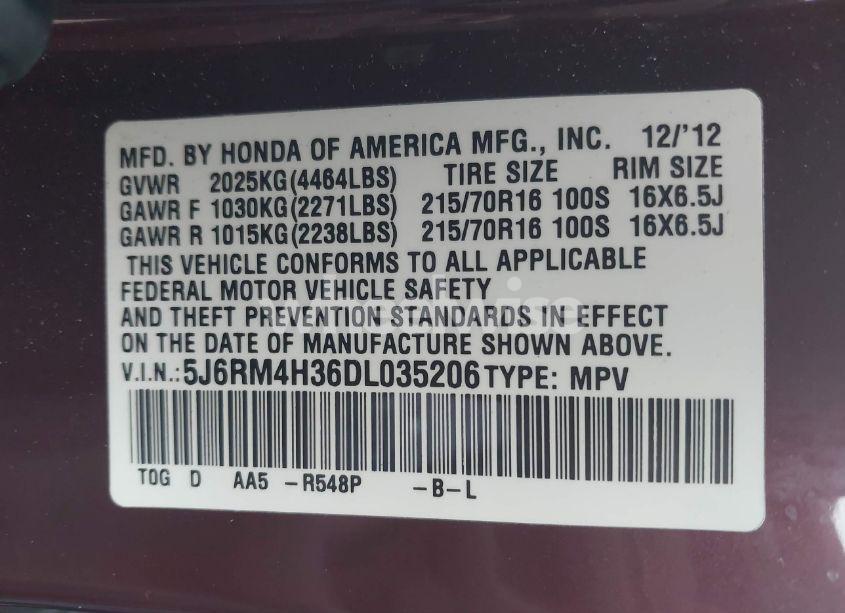 MFD. BY HONDA OF AMERICA MFG., INC. 12/'12
GVWR 2025KG(4464LBS) TIRE SIZE RIM SIZE
GAWR F 1030KG(2271LBS) 215/70R16 100S 16X6.5J
GAWR R 1015KG(2238LBS) 215/70R16 100S 16X6.5J
THIS VEHICLE CONFORMS TO ALL APPLICABLE
FEDERAL MOTOR VEHICLE SAFETY
AND THEFT PREVENTION STANDARDS IN EFFECT
ON THE DATE OF MANUFACTURE SHOWN ABOVE.
V.I.N.: 5J6RM4H36DL035206 TYPE: MPV
TOG D AA5 -R548P -B-L